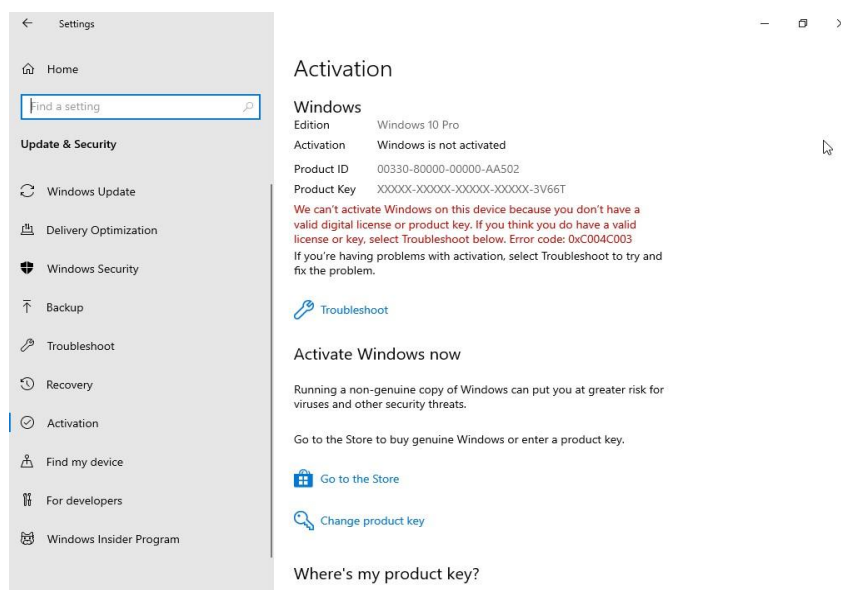 Settings
Home
Find a setting
Update & Security
Windows Update
Delivery Optimization
Windows Security
Backup
Troubleshoot
Recovery
Activation
Find my device
For developers
Windows Insider Program
Activation
Windows
Edition Windows 10 Pro
Activation Windows is not activated
Product ID 00330-80000-00000-AA502
Product Key XXXXX-XXXXX-XXXXX-XXXXX-3V66T
We can't activate Windows on this device because you don't have a
valid digital license or product key. If you think you do have a valid
license or key, select Troubleshoot below. Error code: 0xC004C003
If you're having problems with activation, select Troubleshoot to try and
fix the problem.
Troubleshoot
Activate Windows now
Running a non-genuine copy of Windows can put you at greater risk for
viruses and other security threats.
Go to the Store to buy genuine Windows or enter a product key.
Go to the Store
Change product key
Where's my product key?